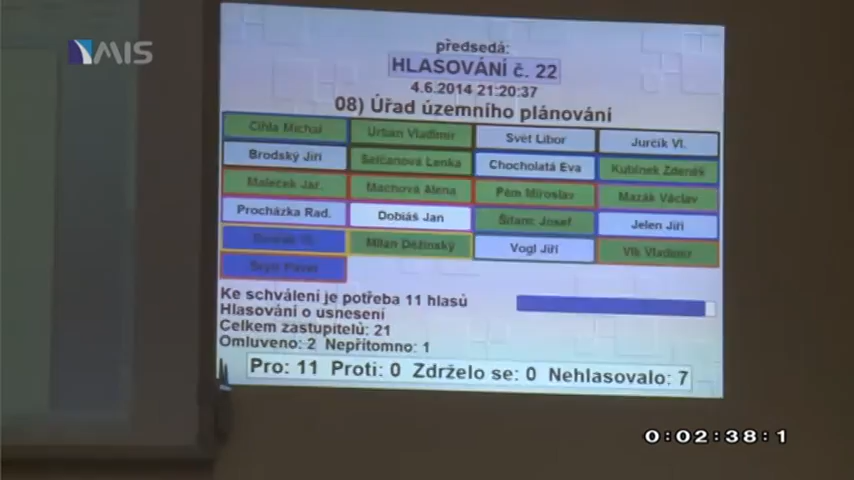 MIS
předsedá:
HLASOVÁNÍ č. 22
4.6.2014 21:20:37
08) Úřad územního plánování
Cihla Michal Urban Vladimír Svět Libor Jurčík Vl.
Brodský Jiří Selčanová Lenka Chocholatá Eva Kubínek Zdeněk
Maleček Jar. Machová Alena Pém Miroslav Mazák Václav
Procházka Rad. Dobiáš Jan Josef Jelen Jiří
Milan Dežinský Vogl Jiří Vlk Vladimír
Pavel
Ke schválení je potřeba 11 hlasů
Hlasování o usnesení
Celkem zastupitelů: 21
Omluveno: 2 Nepřítomno: 1
Pro: 11 Proti: 0 Zdrželo se: 0 Nehlasovalo: 7
0:02:38:1